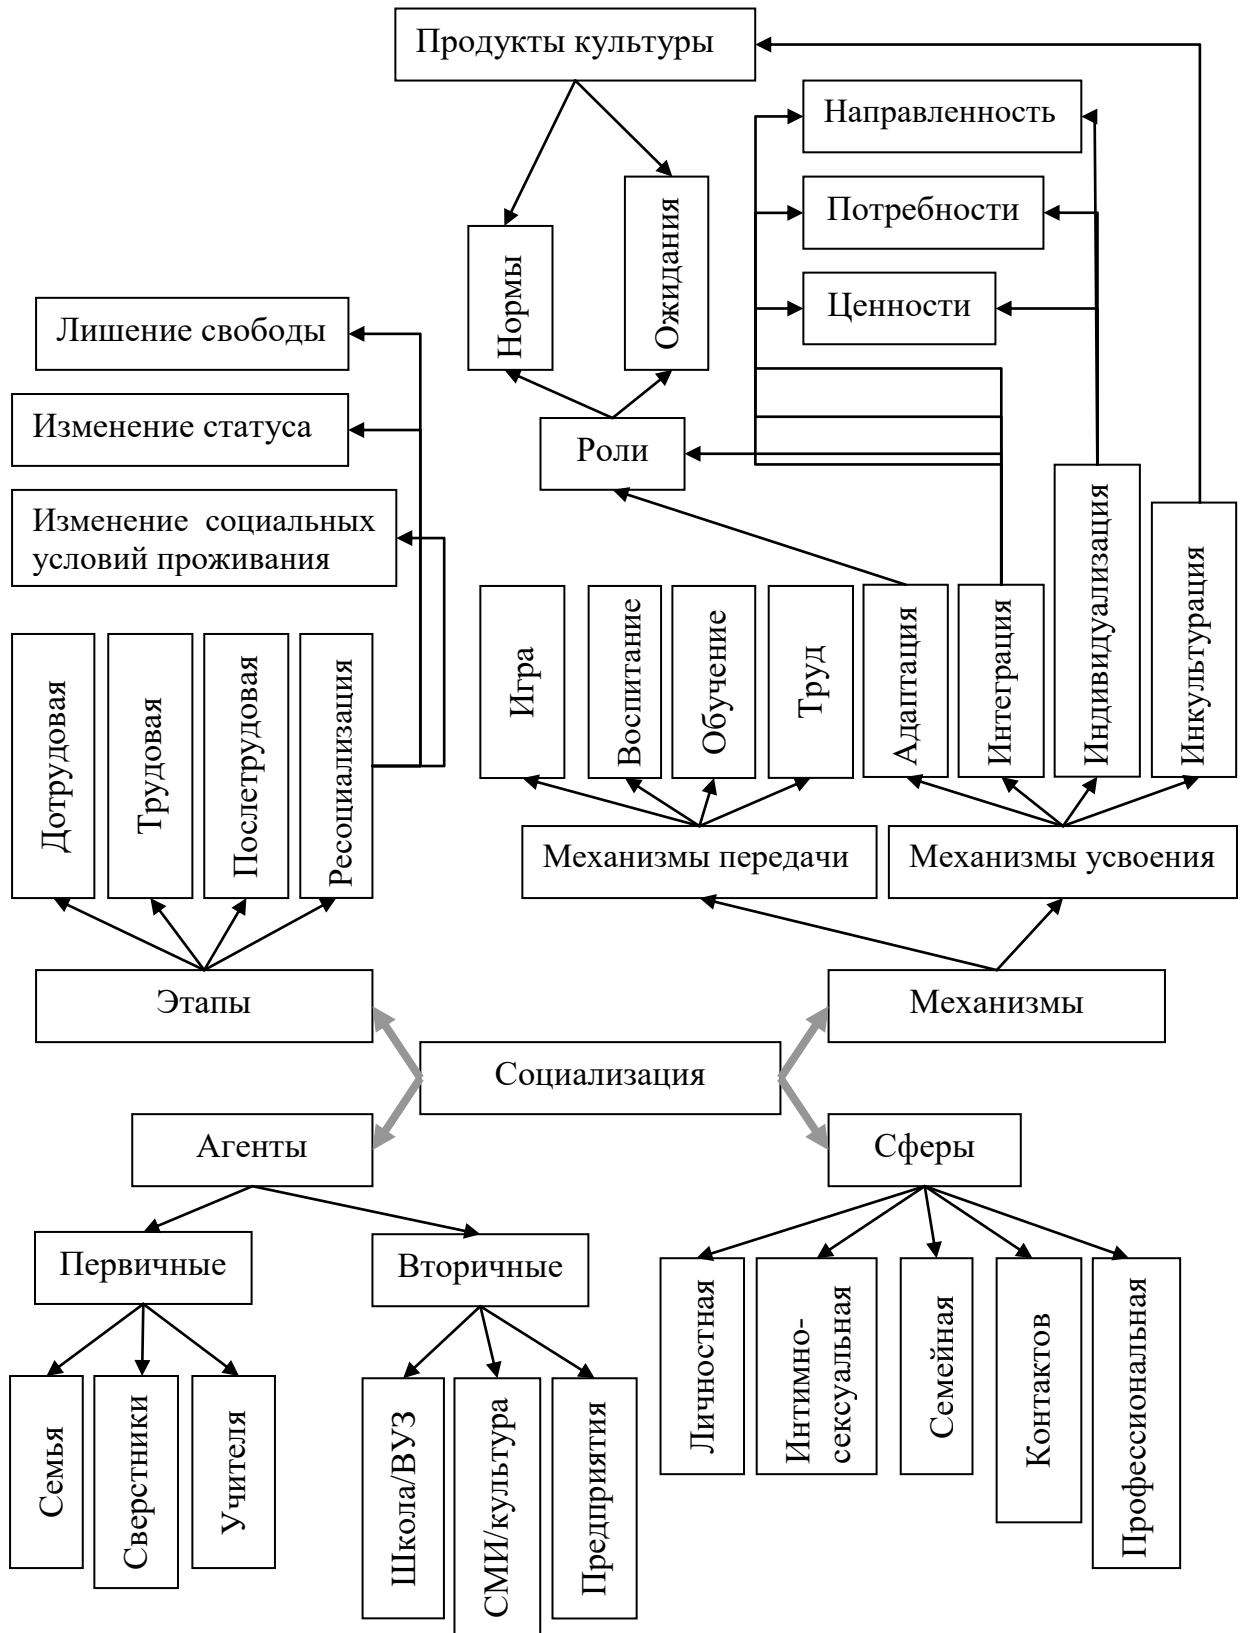 Продукты культуры
Направленность
Потребности
Ценности
Нормы
Ожидания
Лишение свободы
Изменение статуса
Изменение социальных
условий проживания
Роли
Дотрудовая
Трудовая
Послетрудовая
Ресоциализация
Игра
Воспитание
Обучение
Труд
Адаптация
Интеграция
Индивидуализация
Инкультурация
Механизмы передачи
Механизмы усвоения
Этапы
Механизмы
Социализация
Агенты
Сферы
Первичные
Вторичные
Семья
Сверстники
Учителя
Школа/ВУЗ
СМИ/культура
Предприятия
Личностная
Интимно-
сексуальная
Семейная
Контактов
Профессиональная